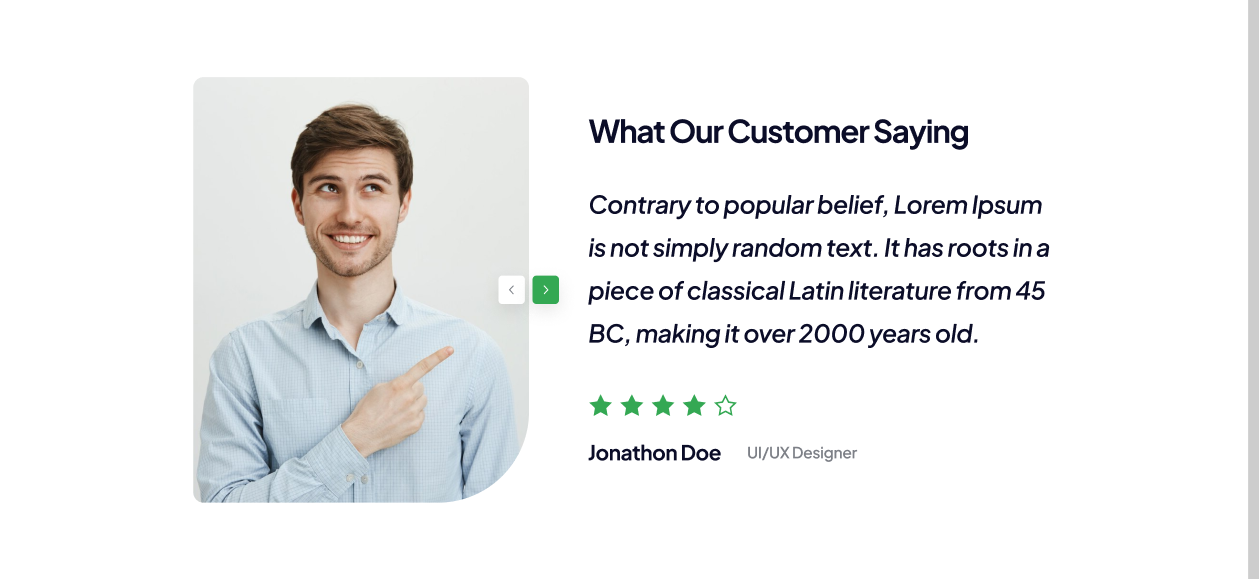 What Our Customer Saying
Contrary to popular belief, Lorem Ipsum
is not simply random text. It has roots in a
piece of classical Latin literature from 45
BC, making it over 2000 years old.
Jonathon Doe UI/UX Designer